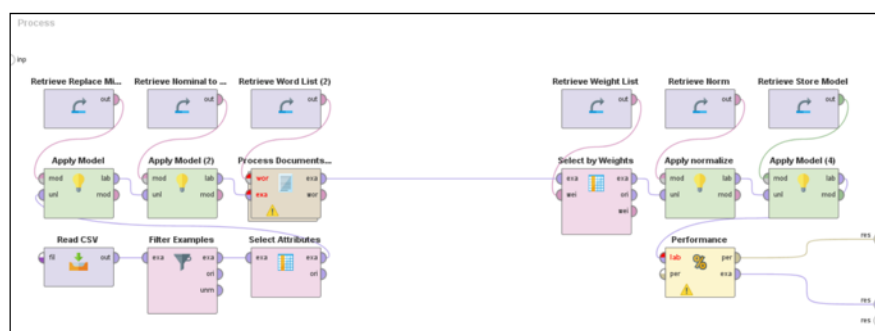 Process
inp
Retrieve Replace Mi... Retrieve Nominal to ... Retrieve Word List (2) Retrieve Weight List Retrieve Norm Retrieve Store Model
out out out out out out
Apply Model Apply Model (2) Process Documents... Select by Weights Apply normalize Apply Model (4)
mod lab mod lab wor exa exa exa mod lab mod lab
unl mod unl mod exa wor wei ori unl mod unl mod
wei
Read CSV Filter Examples Select Attributes Performance
fil out exa exa exa exa lab per
ori ori per exa
unm
res
res
res